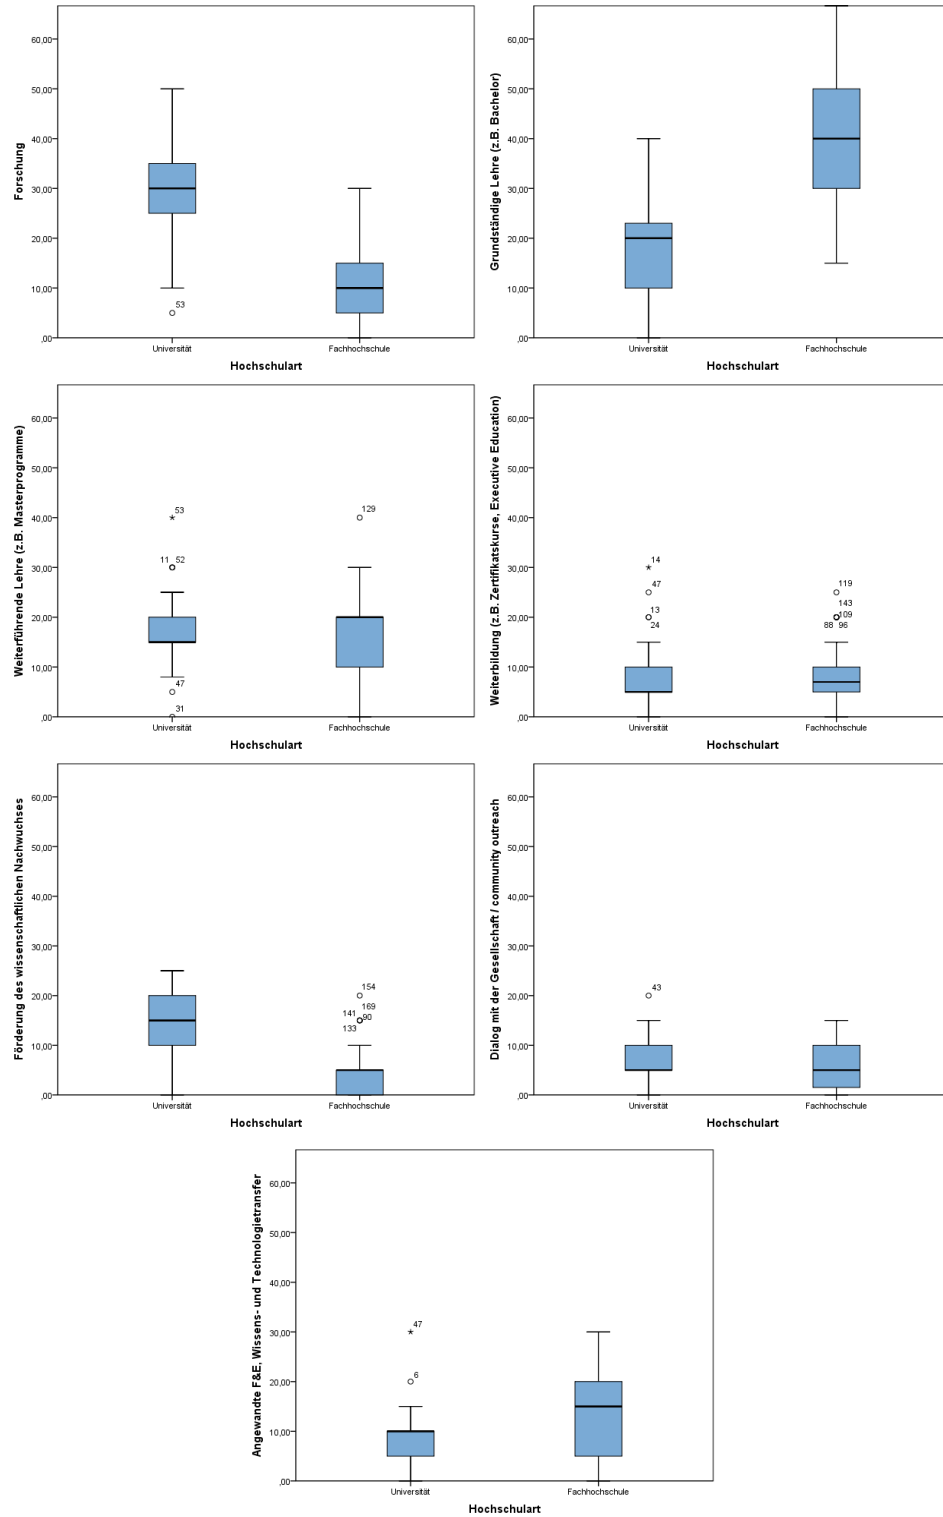 Forschung
60,00
50,00
40,00
30,00
20,00
10,00
,00
53
Universität
Fachhochschule
Hochschulart
Grundständige Lehre (z.B. Bachelor)
60,00
50,00
40,00
30,00
20,00
10,00
,00
Universität
Fachhochschule
Hochschulart
Weiterführende Lehre (z.B. Masterprogramme)
60,00
50,00
40,00
30,00
20,00
10,00
,00
53
11 52
47
31
129
Universität
Fachhochschule
Hochschulart
Weiterbildung (z.B. Zertifikatskurse, Executive Education)
60,00
50,00
40,00
30,00
20,00
10,00
,00
14
47
13
24
119
143
109
88 96
Universität
Fachhochschule
Hochschulart
Förderung des wissenschaftlichen Nachwuchses
60,00
50,00
40,00
30,00
20,00
10,00
,00
154
169
141 90
133
Universität
Fachhochschule
Hochschulart
Dialog mit der Gesellschaft / community outreach
60,00
50,00
40,00
30,00
20,00
10,00
,00
43
Universität
Fachhochschule
Hochschulart
Angewandte F&E, Wissens- und Technologietransfer
60,00
50,00
40,00
30,00
20,00
10,00
,00
47
6
Universität
Fachhochschule
Hochschulart